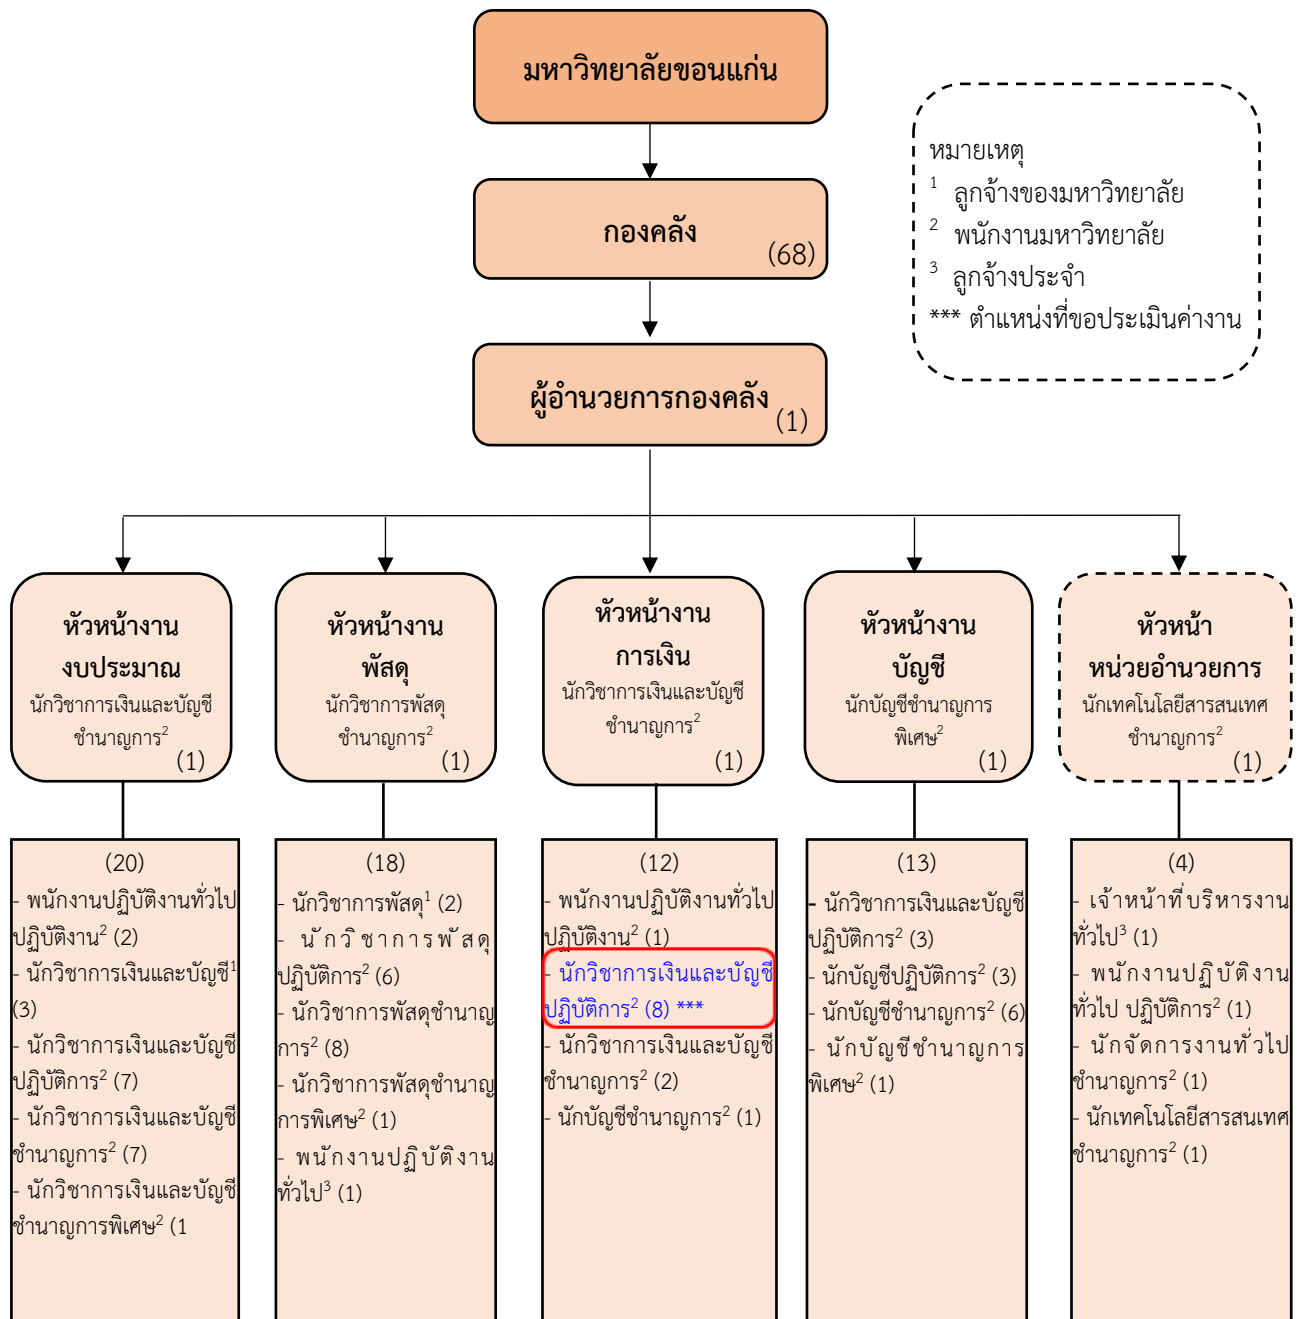 มหาวิทยาลัยขอนแก่น
กองคลัง
(68)
ผู้อำนวยการกองคลัง
(1)
หมายเหตุ
1 ลูกจ้างของมหาวิทยาลัย
2 พนักงานมหาวิทยาลัย
3 ลูกจ้างประจำ
*** ตำแหน่งที่ขอประเมินค่างาน
หัวหน้างาน
งบประมาณ
นักวิชาการเงินและบัญชี
ชำนาญการ2
(1)
หัวหน้างาน
พัสดุ
นักวิชาการพัสดุ
ชำนาญการ2
(1)
หัวหน้างาน
การเงิน
นักวิชาการเงินและบัญชี
ชำนาญการ2
(1)
หัวหน้างาน
บัญชี
นักบัญชีชำนาญการ
พิเศษ2
(1)
หัวหน้า
หน่วยอำนวยการ
นักเทคโนโลยีสารสนเทศ
ชำนาญการ2
(1)
(20)
- พนักงานปฏิบัติงานทั่วไป
ปฏิบัติงาน2 (2)
- นักวิชาการเงินและบัญชี1
(3)
- นักวิชาการเงินและบัญชี
ปฏิบัติการ2 (7)
- นักวิชาการเงินและบัญชี
ชำนาญการ2 (7)
- นักวิชาการเงินและบัญชี
ชำนาญการพิเศษ2 (1
(18)
- นักวิชาการพัสดุ1 (2)
- นักวิชาการพัสดุ
ปฏิบัติการ2 (6)
- นักวิชาการพัสดุชำนาญ
การ2 (8)
- นักวิชาการพัสดุชำนาญ
การพิเศษ2 (1)
- พนักงานปฏิบัติงาน
ทั่วไป3 (1)
(12)
- พนักงานปฏิบัติงานทั่วไป
ปฏิบัติงาน2 (1)
- นักวิชาการเงินและบัญชี
ปฏิบัติการ2 (8) ***
- นักวิชาการเงินและบัญชี
ชำนาญการ2 (2)
- นักบัญชีชำนาญการ2 (1)
(13)
- นักวิชาการเงินและบัญชี
ปฏิบัติการ2 (3)
- นักบัญชีปฏิบัติการ2 (3)
- นักบัญชีชำนาญการ2 (6)
- นักบัญชีชำนาญการ
พิเศษ2 (1)
(4)
- เจ้าหน้าที่บริหารงาน
ทั่วไป3 (1)
- พนักงานปฏิบัติงาน
ทั่วไป ปฏิบัติการ2 (1)
- นักจัดการงานทั่วไป
ชำนาญการ2 (1)
- นักเทคโนโลยีสารสนเทศ
ชำนาญการ2 (1)